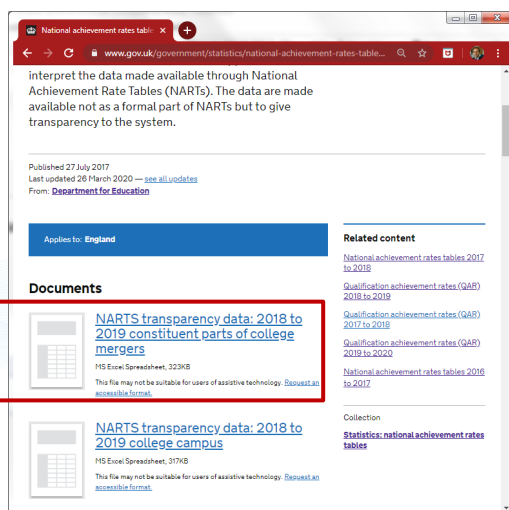 National achievement rates table
www.gov.uk/government/statistics/national-achievement-rates-table...
interpret the data made available through National
Achievement Rate Tables (NARTs). The data are made
available not as a formal part of NARTs but to give
transparency to the system.
Published 27 July 2017
Last updated 26 March 2020 — see all updates
From: Department for Education
Applies to: England
Documents
NARTS transparency data: 2018 to
2019 constituent parts of college
mergers
MS Excel Spreadsheet, 323KB
This file may not be suitable for users of assistive technology. Request an
accessible format.
NARTS transparency data: 2018 to
2019 college campus
MS Excel Spreadsheet, 317KB
This file may not be suitable for users of assistive technology. Request an
accessible format.
Related content
National achievement rates tables 2017
to 2018
Qualification achievement rates (QAR)
2018 to 2019
Qualification achievement rates (QAR)
2017 to 2018
Qualification achievement rates (QAR)
2019 to 2020
National achievement rates tables 2016
to 2017
Collection
Statistics: national achievement rates
tables